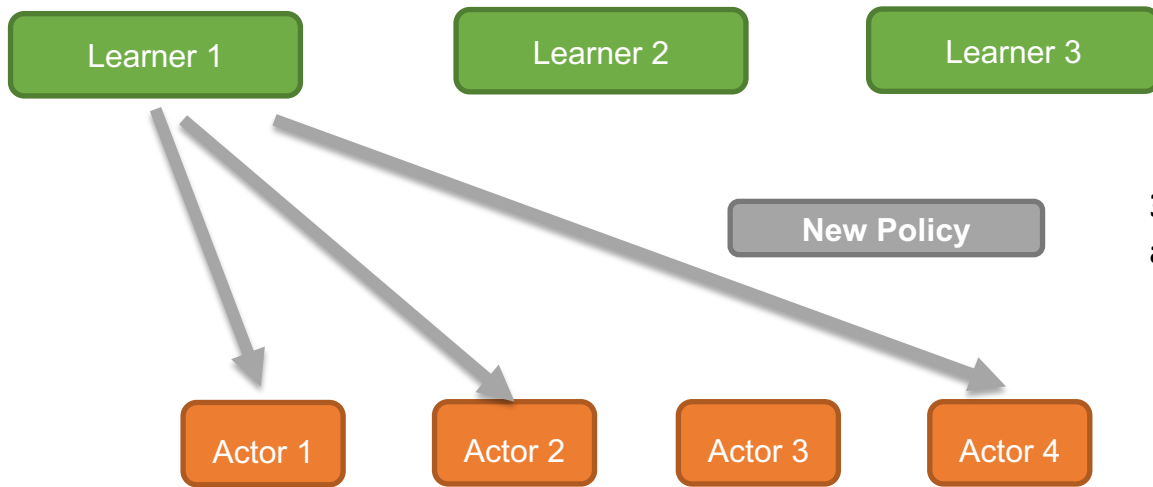 Learner 1
Learner 2
Learner 3
New Policy
Actor 1
Actor 2
Actor 3
Actor 4